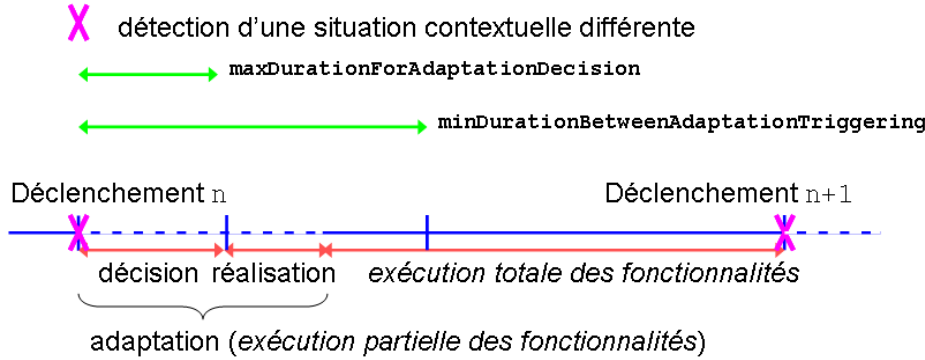 détection d'une situation contextuelle différente
maxDurationForAdaptationDecision
minDurationBetweenAdaptationTriggering
Déclenchement n
Déclenchement n+1
décision réalisation exécution totale des fonctionnalités
adaptation (exécution partielle des fonctionnalités)